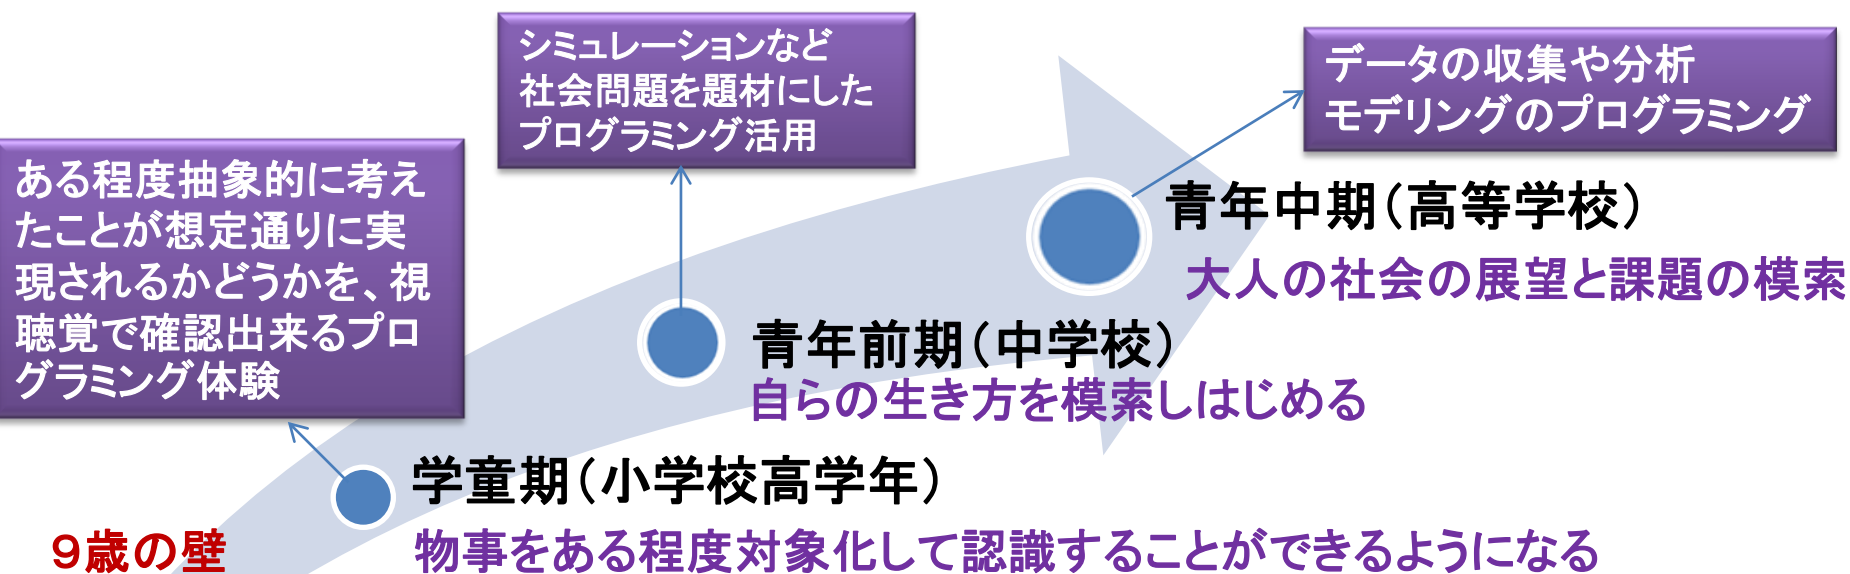 シミュレーションなど
社会問題を題材にした
プログラミング活用
データの収集や分析
モデリングのプログラミング
ある程度抽象的に考え
たことが想定通りに実
現されるかどうかを、視
聴覚で確認出来るプロ
グラミング体験
青年中期(高等学校)
大人の社会の展望と課題の模索
青年前期(中学校)
自らの生き方を模索しはじめる
学童期(小学校高学年)
9歳の壁
物事をある程度対象化して認識することができるようになる